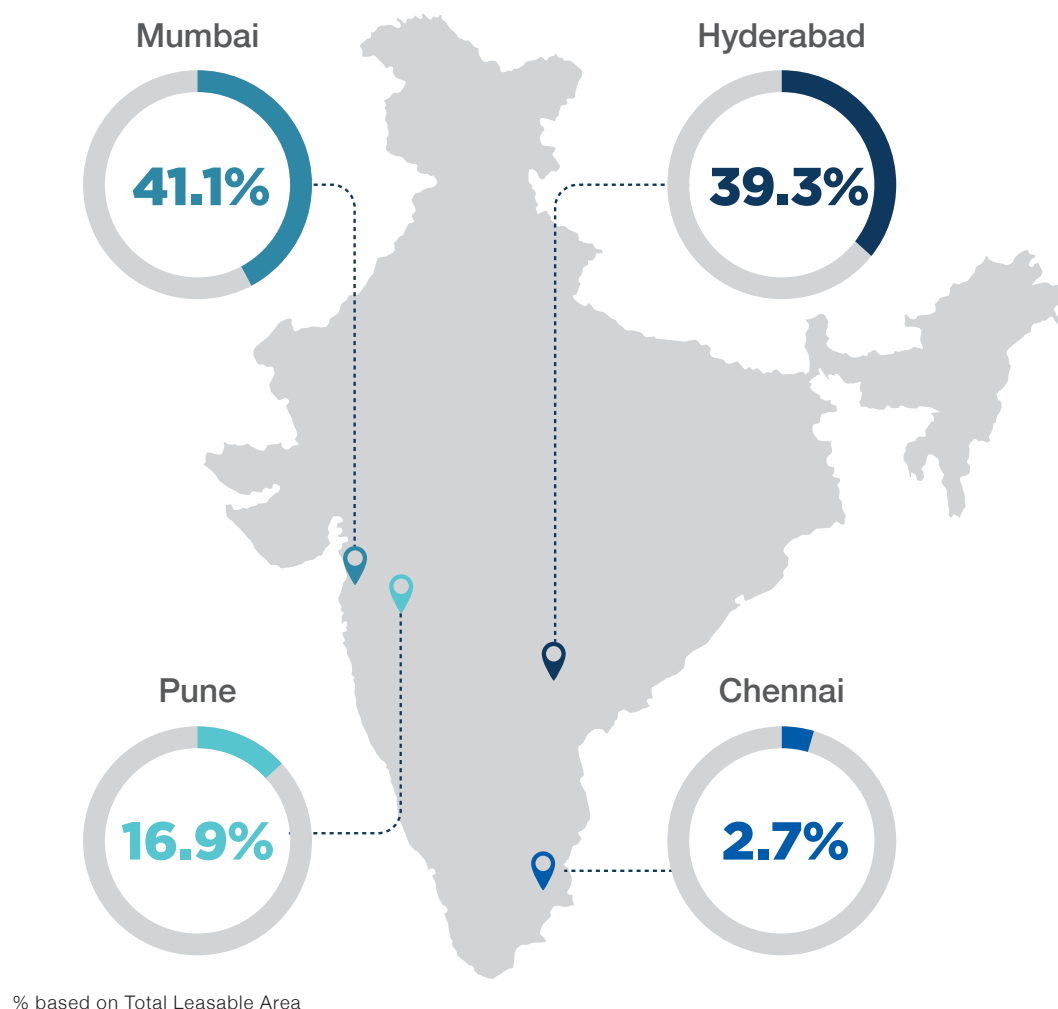 Mumbai
41.1%
Hyderabad
39.3%
Pune
16.9%
Chennai
2.7%
% based on Total Leasable Area